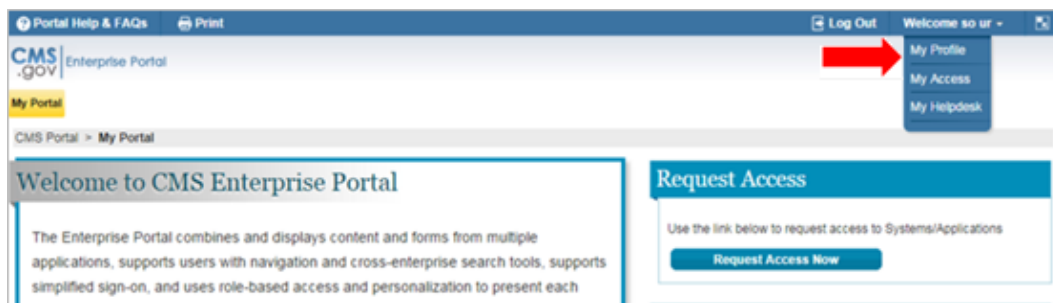 Portal Help & FAQs Print Log Out Welcome so ur
CMS .gov Enterprise Portal
My Profile
My Access
My Helpdesk
My Portal
CMS Portal > My Portal
Welcome to CMS Enterprise Portal
The Enterprise Portal combines and displays content and forms from multiple
applications, supports users with navigation and cross-enterprise search tools, supports
simplified sign-on, and uses role-based access and personalization to present each
Request Access
Use the link below to request access to Systems/Applications
Request Access Now